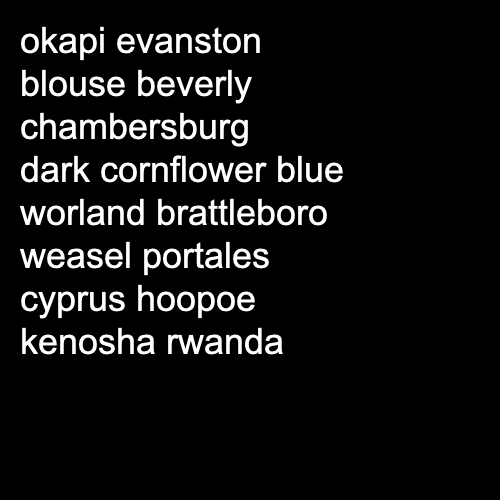 okapi evanston
blouse beverly
chambersburg
dark cornflower blue
worland brattleboro
weasel portales
cyprus hoopoe
kenosha rwanda